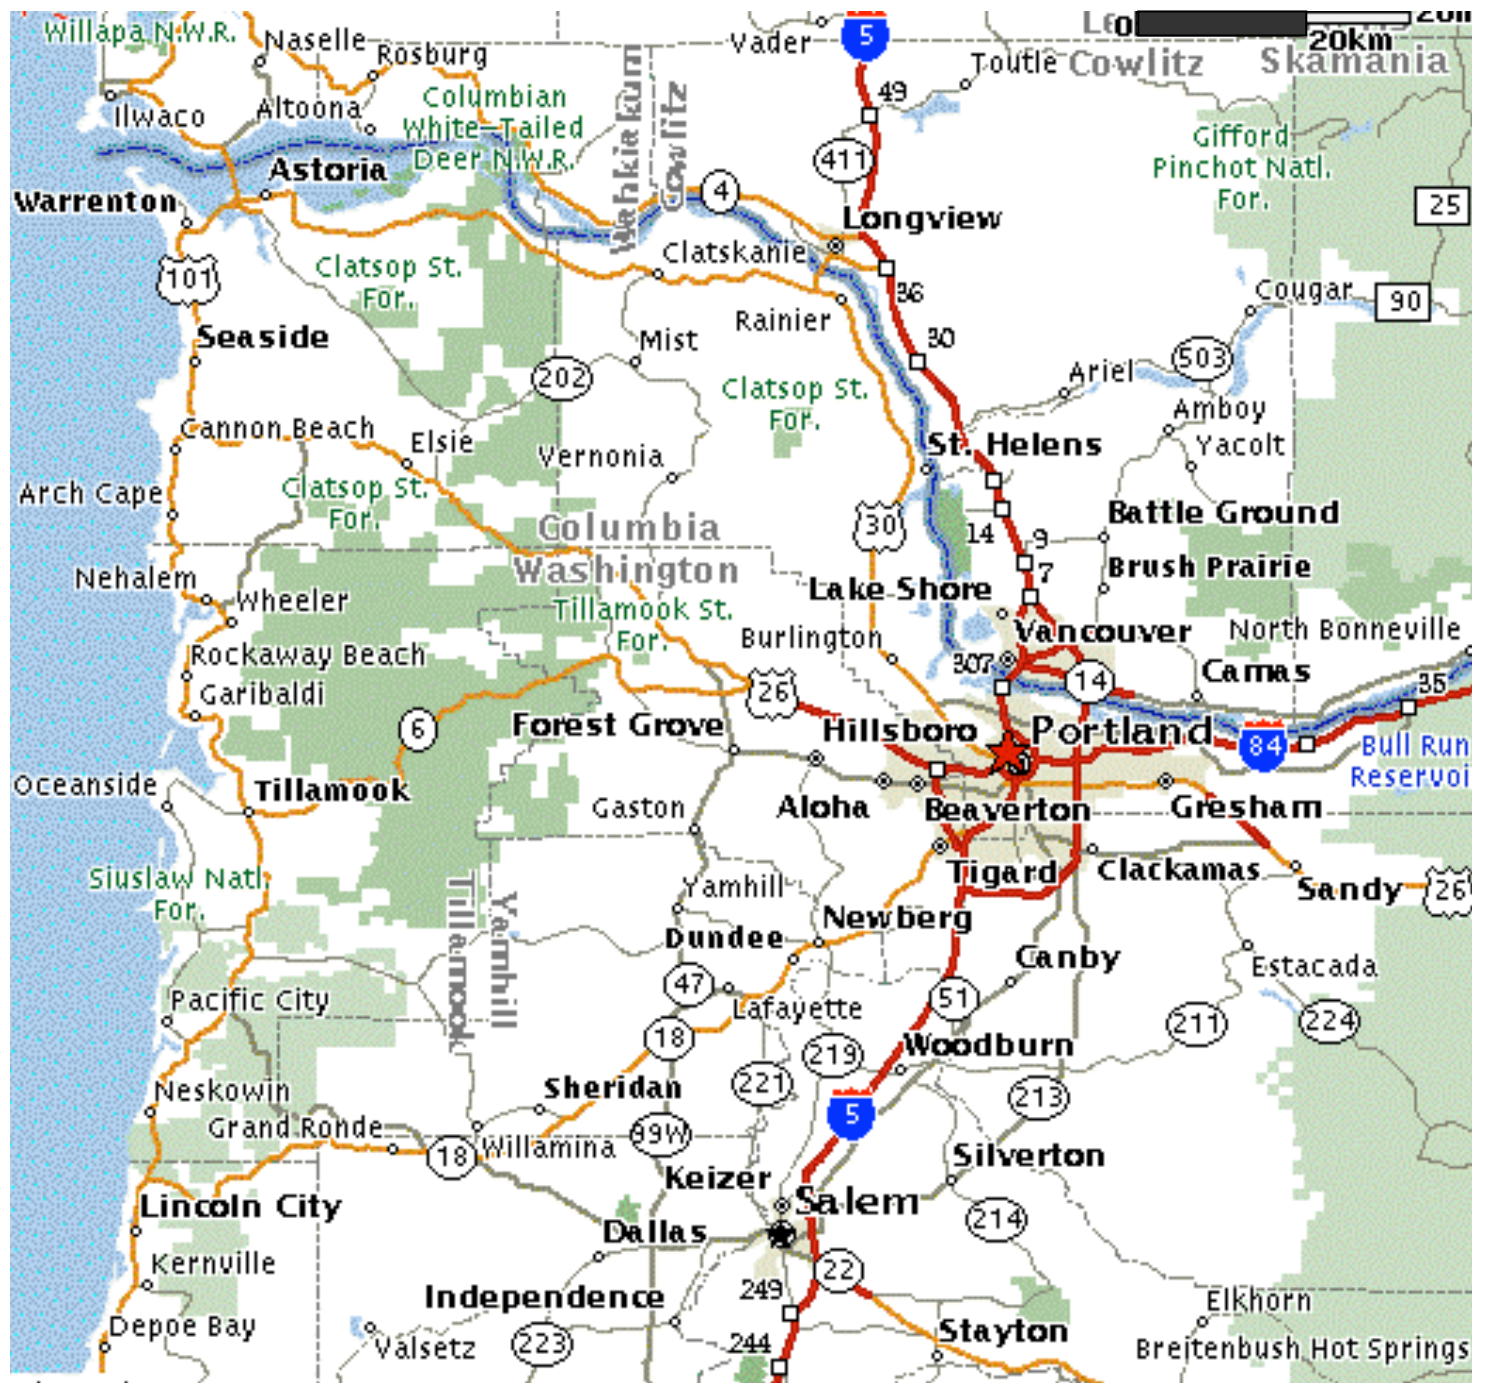 Willapa N.W.R.
Naselle
Rosburg
Vader
5
0
20km
Toutle
Cowlitz
Skamania
Ilwaco
Altoona
Columbian
White-Tailed
Deer N.W.R.
Wahkiakum
Cowlitz
49
411
Gifford
Pinchot Natl.
For.
25
Astoria
Warrenton
4
Longview
101
Clatsop St.
For.
Clatskanie
36
Rainier
Cougar
90
Seaside
Mist
30
503
Ariel
202
Clatsop St.
For.
Amboy
Yacolt
Cannon Beach
Elsie
Vernonia
St. Helens
Arch Cape
Clatsop St.
For.
Columbia
Washington
30
14
9
7
Battle Ground
Brush Prairie
Nehalem
Wheeler
Tillamook St.
For.
Lake Shore
Burlington
Vancouver
North Bonneville
Rockaway Beach
Garibaldi
307
14
Camas
35
26
6
Forest Grove
Hillsboro
Portland
84
Bull Run
Reservoi
Oceanside
Tillamook
Gaston
Aloha
Beaverton
Gresham
Siuslaw Natl.
For.
Tillamook
Yamhill
Yamhill
Tigard
Clackamas
Sandy
26
Dundee
Newberg
Canby
Estacada
47
Lafayette
51
211
224
Pacific City
18
219
Woodburn
Neskowin
Sheridan
221
5
213
Grand Ronde
18
Willamina
99W
Keizer
Silverton
Lincoln City
Salem
214
Dallas
Kernville
22
249
Independence
Elkhorn
Depoe Bay
Valsetz
223
244
Stayton
Breitenbush Hot Springs